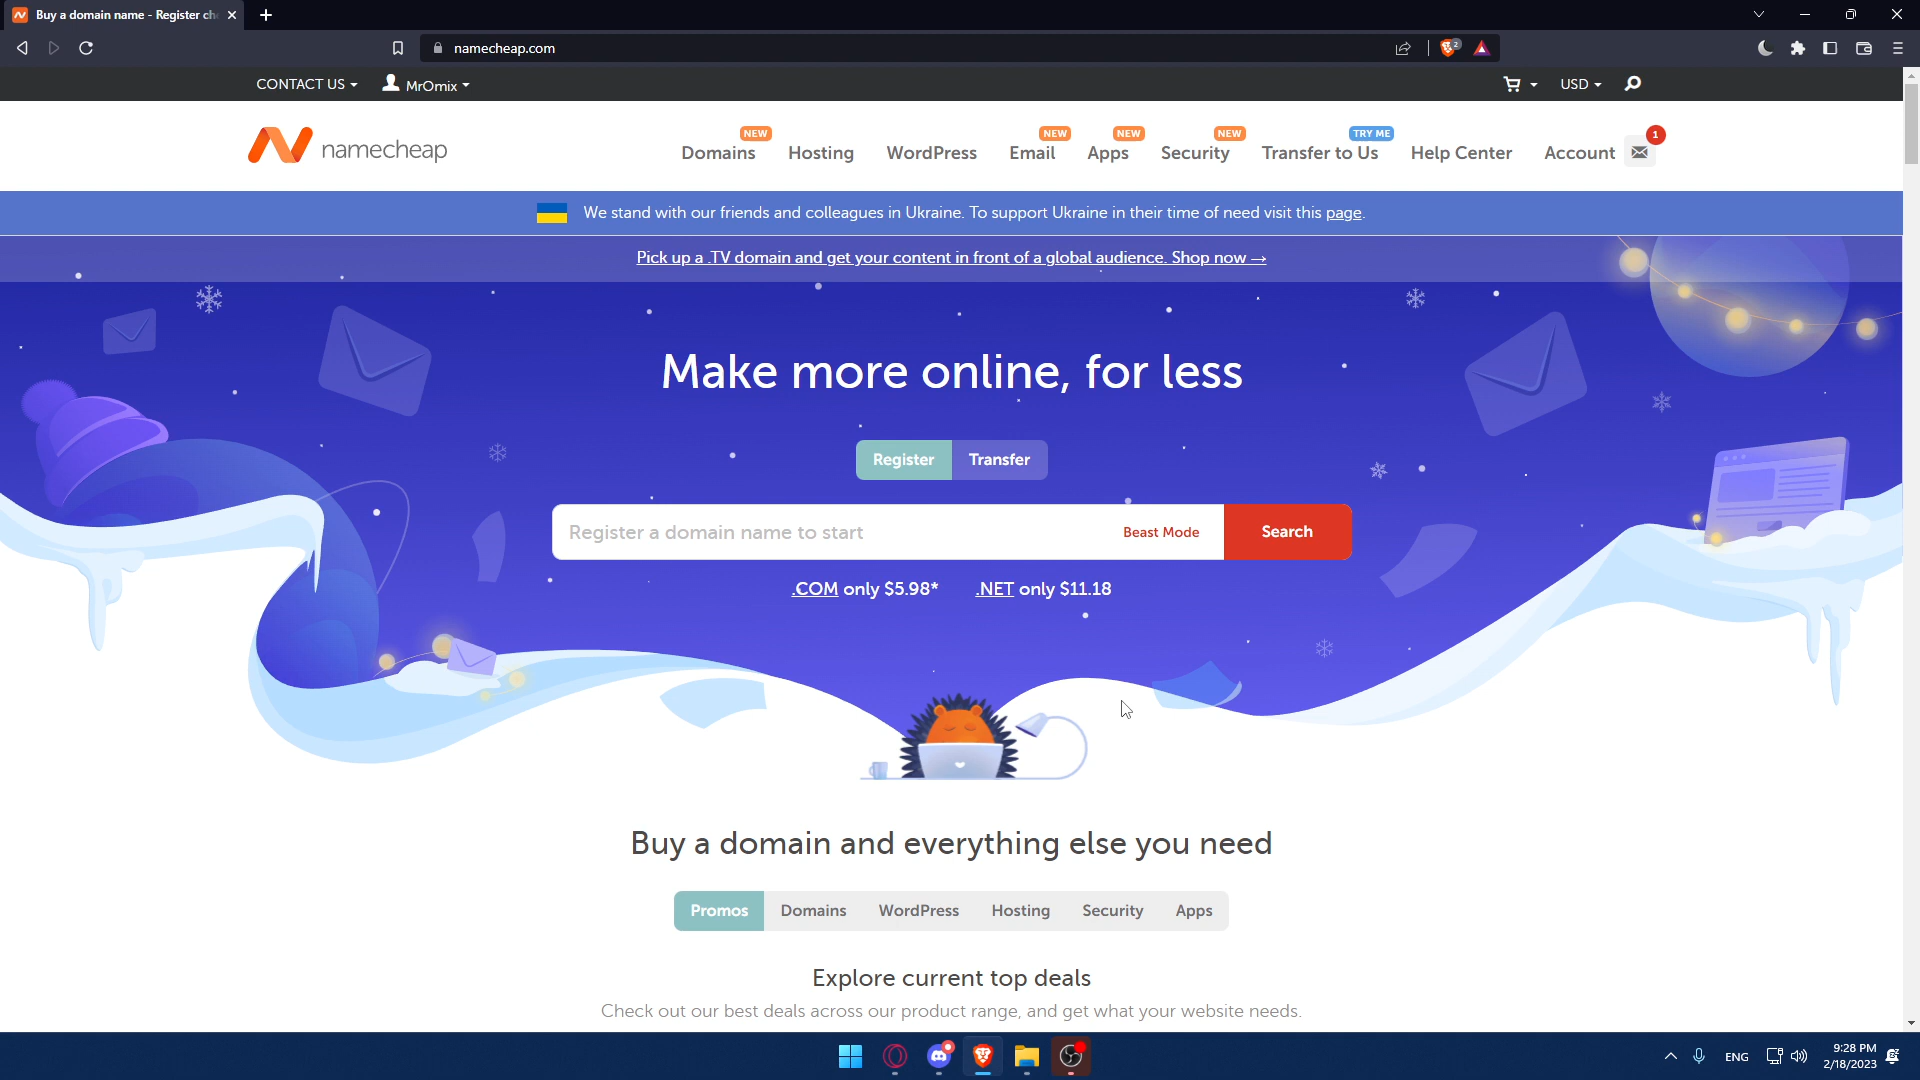 Buy a domain name - Register ch
namecheap.com
2
CONTACT US
MrOmix
USD
namecheap
NEW
NEW
NEW
NEW
TRY ME
1
Domains
Hosting
WordPress
Email
Apps
Security
Transfer to Us
Help Center
Account
We stand with our friends and colleagues in Ukraine. To support Ukraine in their time of need visit this page.
Pick up a .TV domain and get your content in front of a global audience. Shop now →
Make more online, for less
Register
Transfer
Register a domain name to start
Beast Mode
Search
.COM only $5.98*
.NET only $11.18
Buy a domain and everything else you need
Promos
Domains
WordPress
Hosting
Security
Apps
Explore current top deals
Check out our best deals across our product range, and get what your website needs.
ENG
9:28 PM
2/18/2023